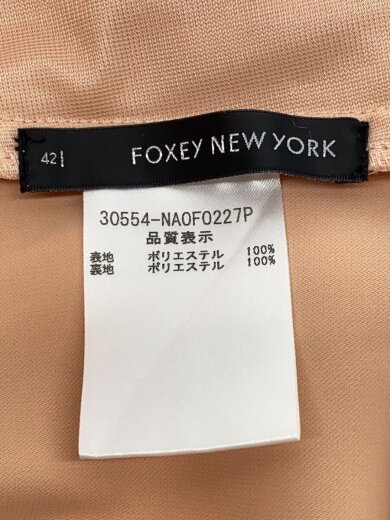 42
FOXEY NEW YORK
30554-NAOF0227P
品質表示
表地 ポリエステル 100%
裏地 ポリエステル 100%